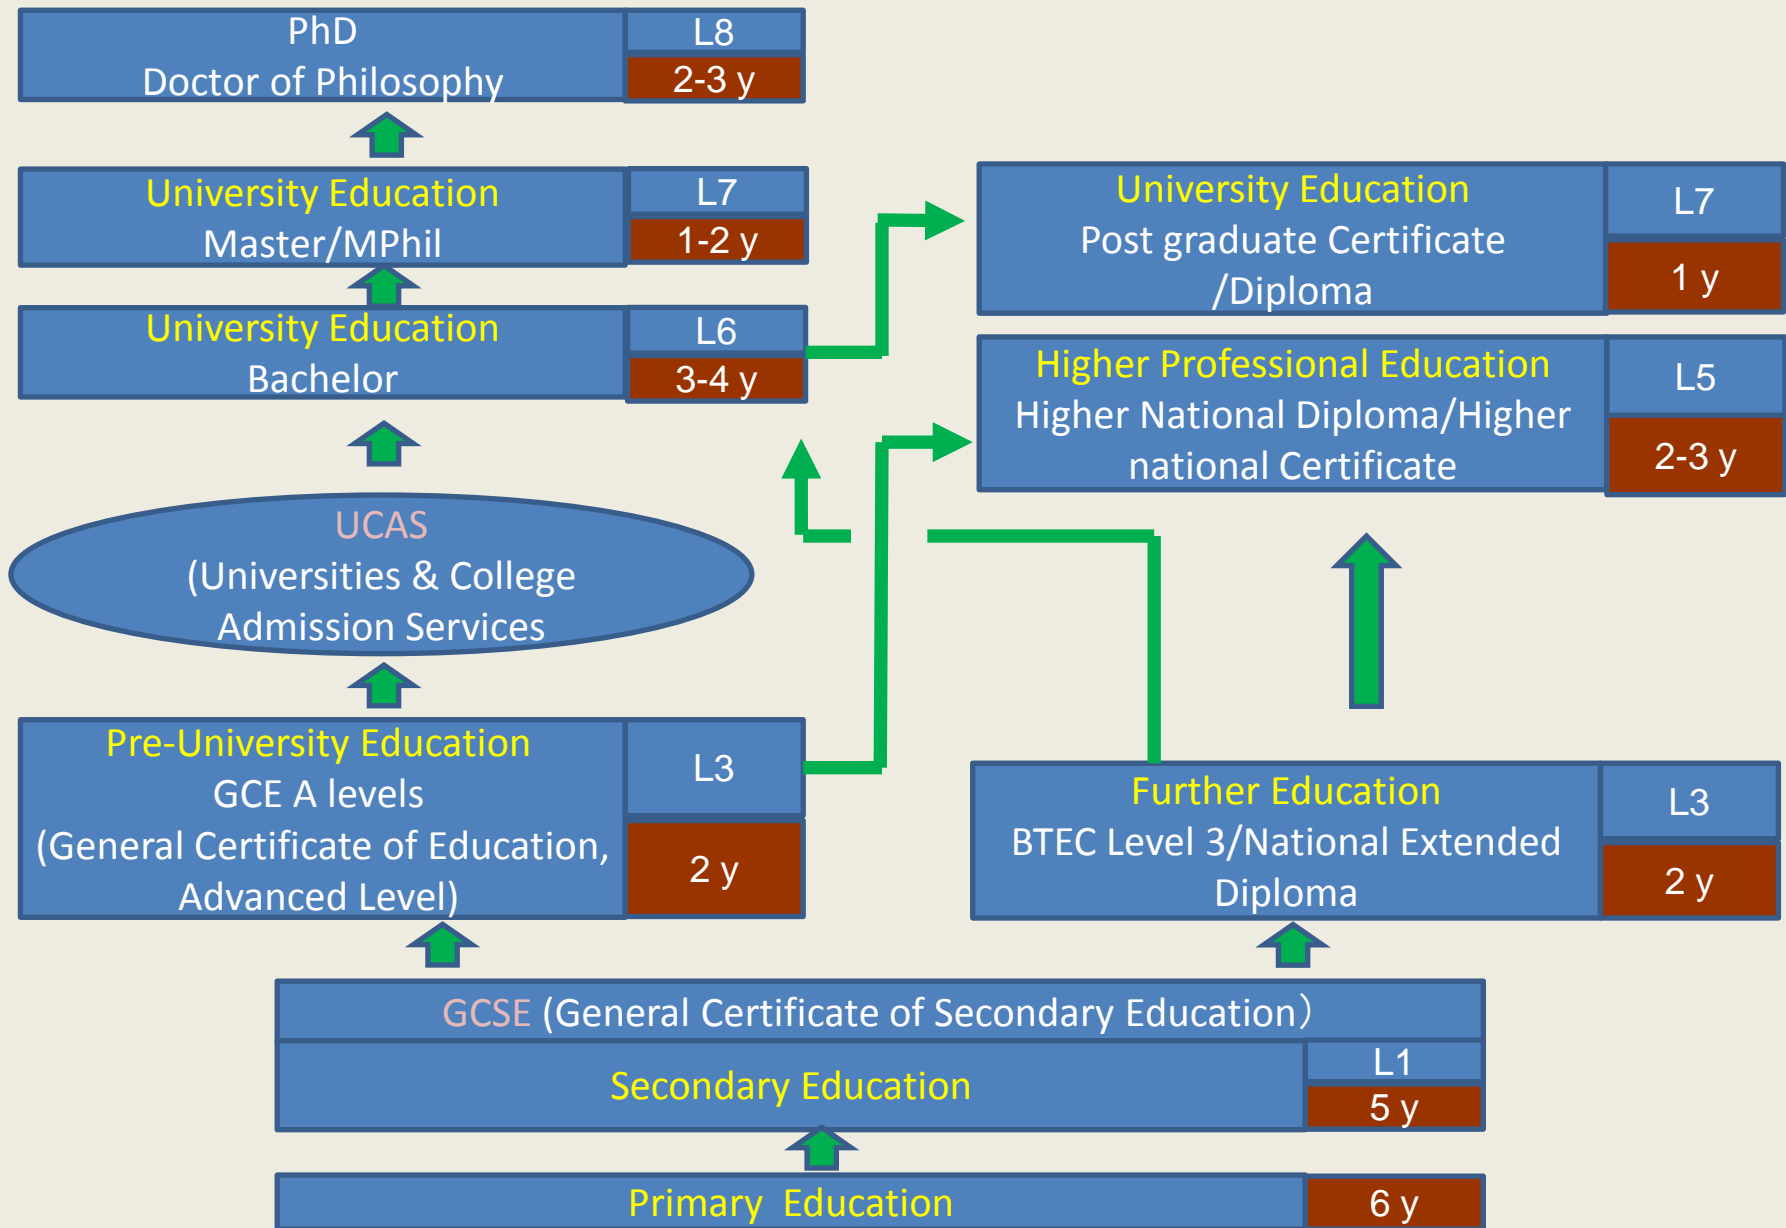 PhD
Doctor of Philosophy
L8
2-3 y
University Education
Master/MPhil
L7
1-2 y
University Education
Post graduate Certificate
/Diploma
L7
1 y
University Education
Bachelor
L6
3-4 y
Higher Professional Education
Higher National Diploma/Higher
national Certificate
L5
2-3 y
UCAS
(Universities & College
Admission Services
Pre-University Education
GCE A levels
(General Certificate of Education,
Advanced Level)
L3
2 y
Further Education
BTEC Level 3/National Extended
Diploma
L3
2 y
GCSE (General Certificate of Secondary Education）
Secondary Education
L1
5 y
Primary  Education
6 y